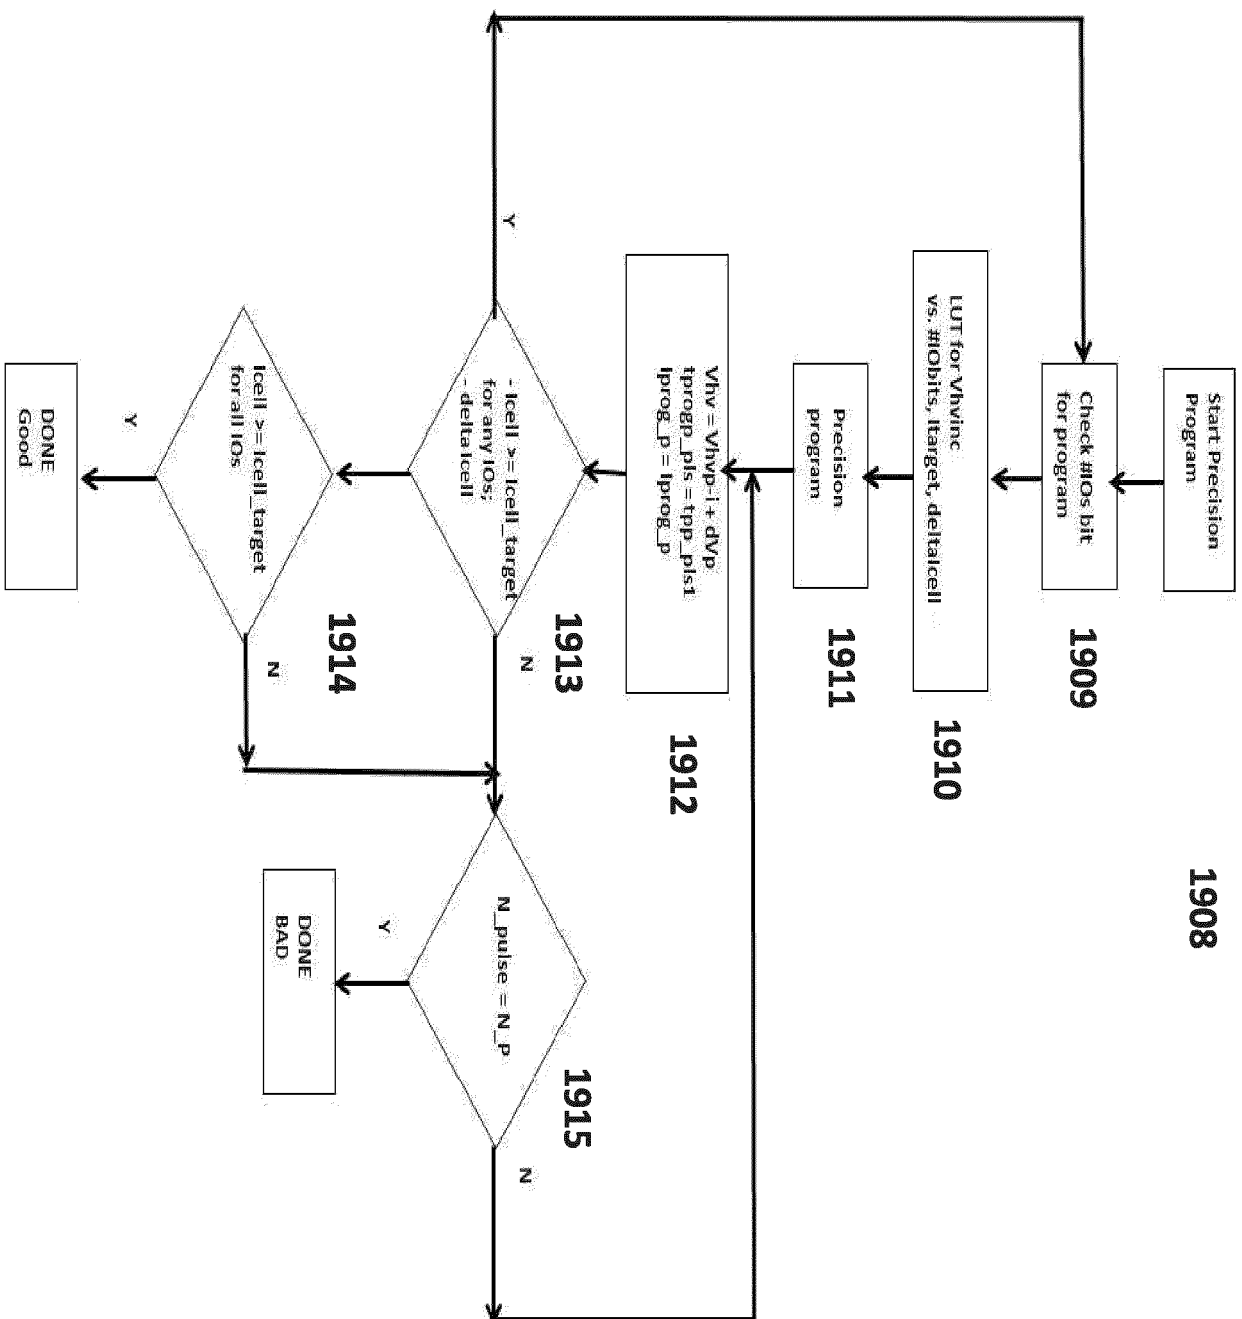 1908
Start Precision
Program
Check #IOs bit
for program
1909
LUT for Vhvinc
vs. #IObits, Itarget, deltaIcell
1910
Precision
program
1911
Vhv = Vhvp-i + dVp
tprogp_pls = tpp_pls1
Iprog_p = Iprog_p
1912
- Icell >= Icell_target
for any IOs;
- deltaIcell
1913
Y
N
Icell >= Icell_target
for all IOs
1914
Y
N
N_pulse = N_P
1915
Y
N
DONE
BAD
DONE
Good